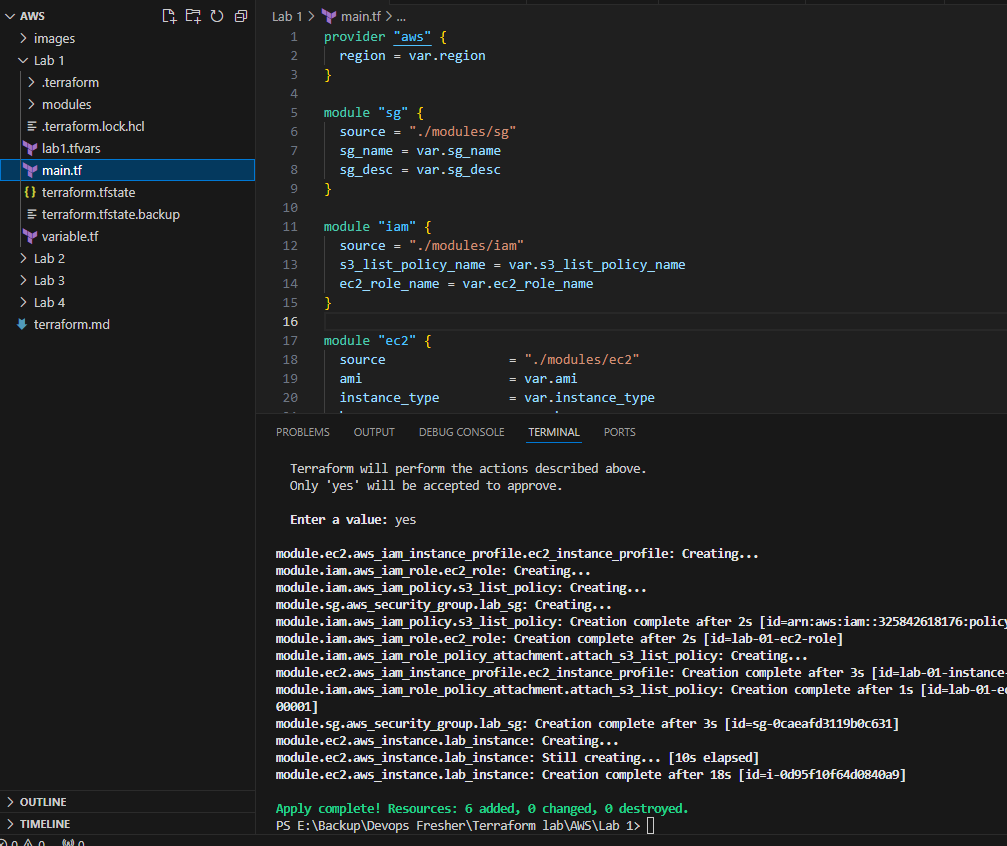 AWS
images
Lab 1
.terraform
modules
.terraform.lock.hcl
lab1.tfvars
main.tf
terraform.tfstate
terraform.tfstate.backup
variable.tf
Lab 2
Lab 3
Lab 4
terraform.md
OUTLINE
TIMELINE
0 0 0
Lab 1 > main.tf > ...
1 provider "aws" {
2 region = var.region
3 }
4
5 module "sg" {
6 source = "./modules/sg"
7 sg_name = var.sg_name
8 sg_desc = var.sg_desc
9 }
10
11 module "iam" {
12 source = "./modules/iam"
13 s3_list_policy_name = var.s3_list_policy_name
14 ec2_role_name = var.ec2_role_name
15 }
16
17 module "ec2" {
18 source = "./modules/ec2"
19 ami = var.ami
20 instance_type = var.instance_type
PROBLEMS OUTPUT DEBUG CONSOLE TERMINAL PORTS
Terraform will perform the actions described above.
Only 'yes' will be accepted to approve.
Enter a value: yes
module.ec2.aws_iam_instance_profile.ec2_instance_profile: Creating...
module.iam.aws_iam_role.ec2_role: Creating...
module.iam.aws_iam_policy.s3_list_policy: Creating...
module.sg.aws_security_group.lab_sg: Creating...
module.iam.aws_iam_policy.s3_list_policy: Creation complete after 2s [id=arn:aws:iam::325842618176:policy
module.iam.aws_iam_role.ec2_role: Creation complete after 2s [id=lab-01-ec2-role]
module.iam.aws_iam_role_policy_attachment.attach_s3_list_policy: Creating...
module.ec2.aws_iam_instance_profile.ec2_instance_profile: Creation complete after 3s [id=lab-01-instance-
module.iam.aws_iam_role_policy_attachment.attach_s3_list_policy: Creation complete after 1s [id=lab-01-ec
00001]
module.sg.aws_security_group.lab_sg: Creation complete after 3s [id=sg-0caeafd3119b0c631]
module.ec2.aws_instance.lab_instance: Creating...
module.ec2.aws_instance.lab_instance: Still creating... [10s elapsed]
module.ec2.aws_instance.lab_instance: Creation complete after 18s [id=i-0d95f10f64d0840a9]
Apply complete! Resources: 6 added, 0 changed, 0 destroyed.
PS E:\Backup\Devops Fresher\Terraform lab\AWS\Lab 1>